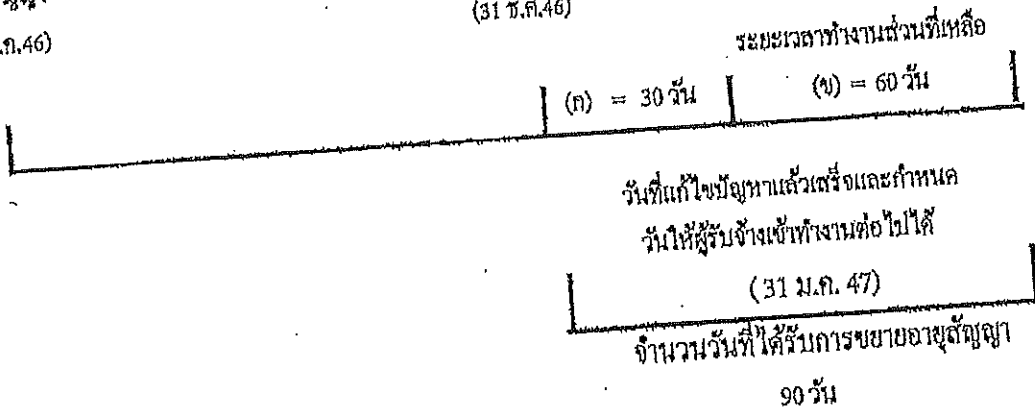 (31 ธ.ค.46)
.ค.46)
ระยะเวลาทำงานส่วนที่เหลือ
(ก) = 30 วัน
(ข) = 60 วัน
วันที่แก้ไขปัญหาแล้วเสร็จและกำหนด
วันให้ผู้รับจ้างเข้าทำงานต่อไปได้
(31 ม.ค. 47)
จำนวนวันที่ได้รับการขยายอายุสัญญา
90 วัน